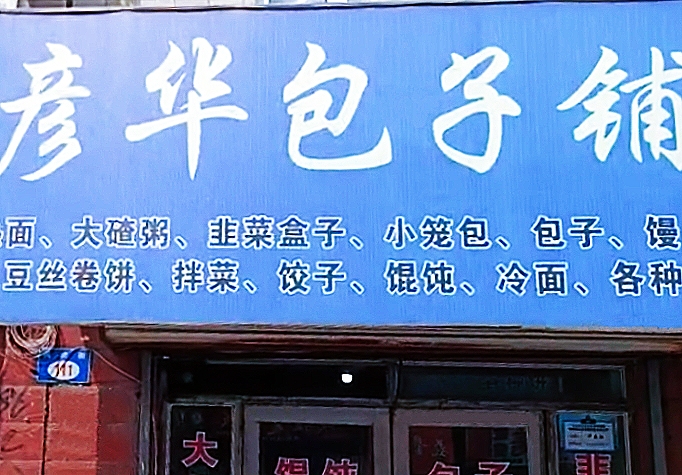 彦华包子铺
面、大碴粥、韭菜盒子、小笼包、包子、馒
豆丝卷饼、拌菜、饺子、馄饨、冷面、各种
111
大
馄饨
包子
韭